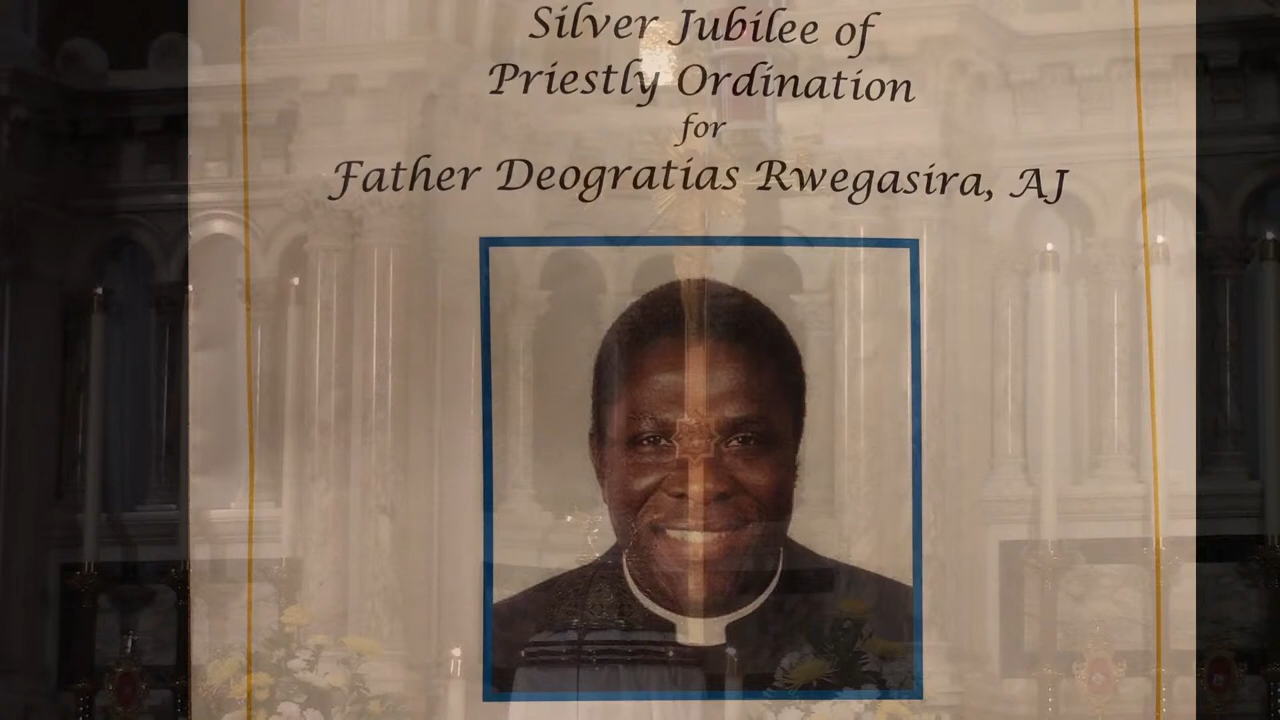 Silver Jubilee of
Priestly Ordination
for
Father Deogratias Rwegasira, AJ